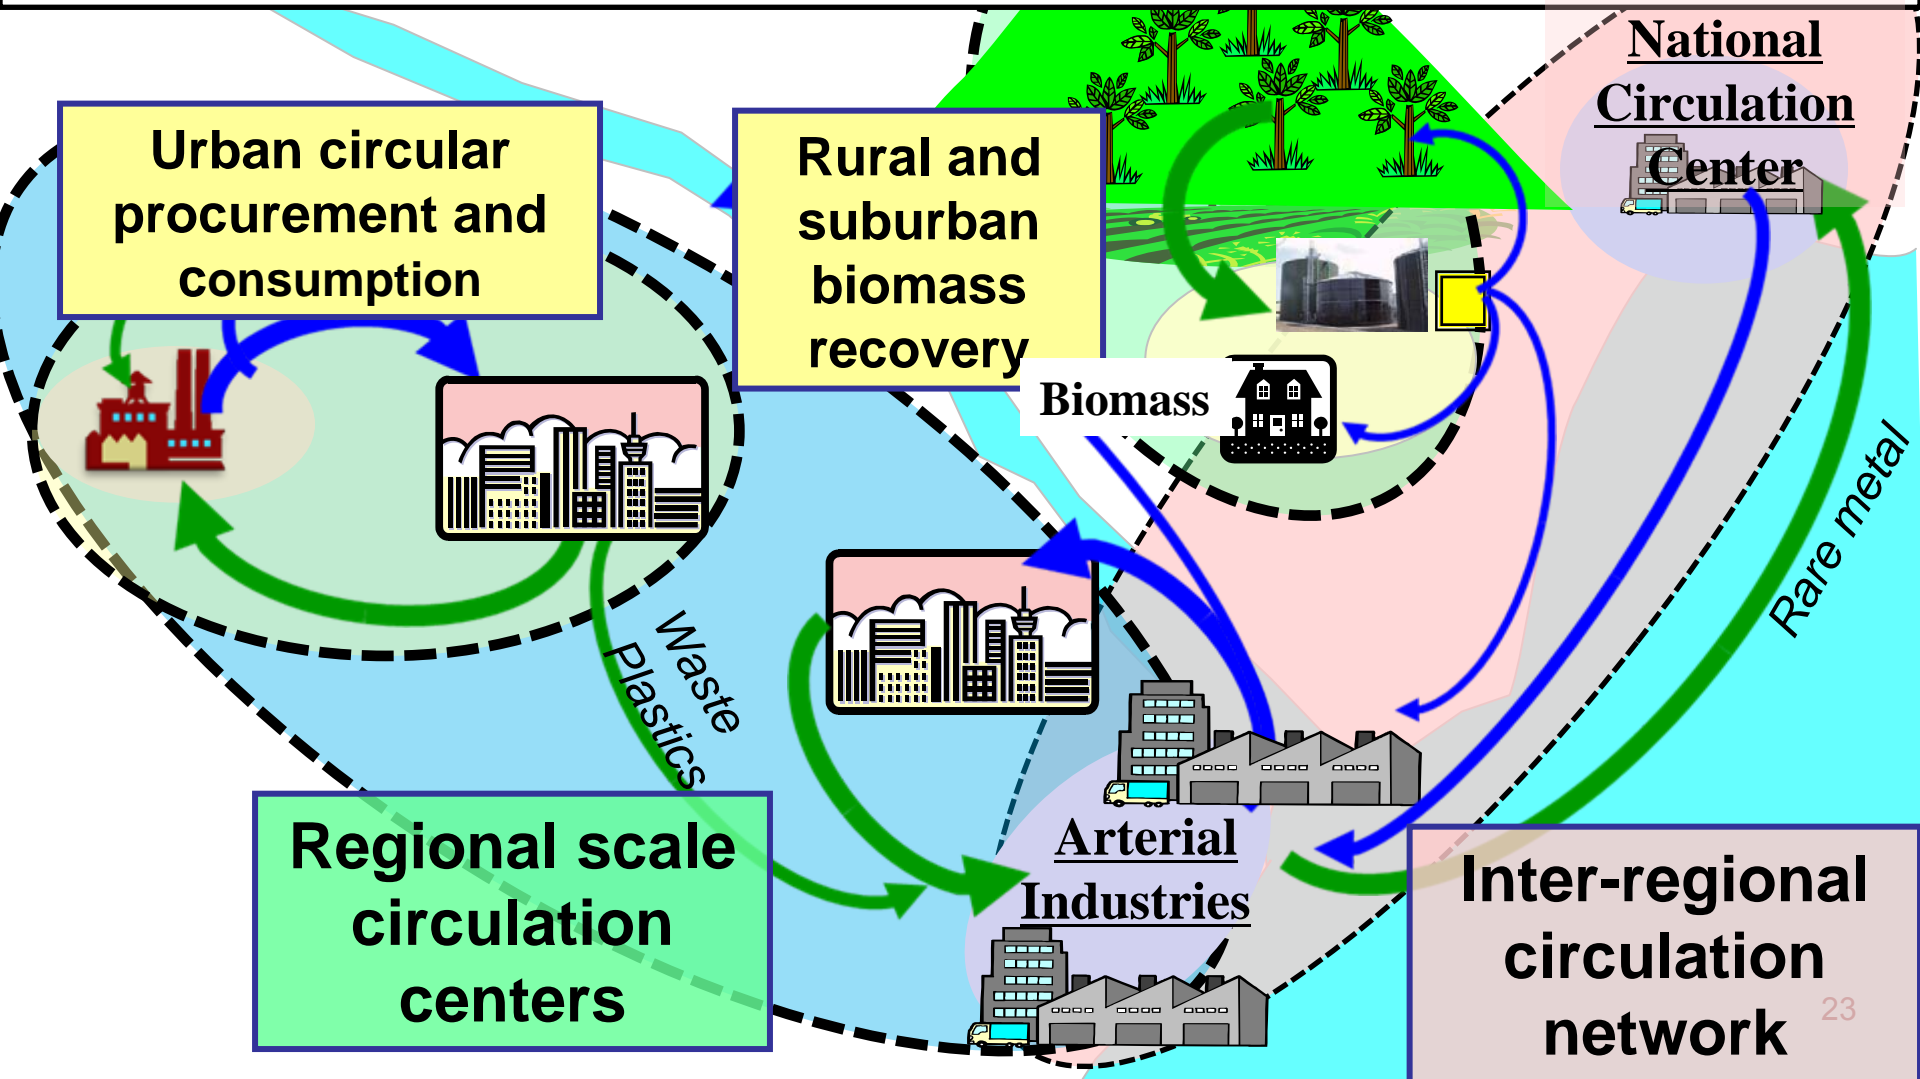 National
Circulation
Center
Urban circular
procurement and
consumption
Rural and
suburban
biomass
recovery
Biomass
Rare metal
Waste
Plastics
Arterial
Industries
Regional scale
circulation
centers
Inter-regional
circulation
network
23